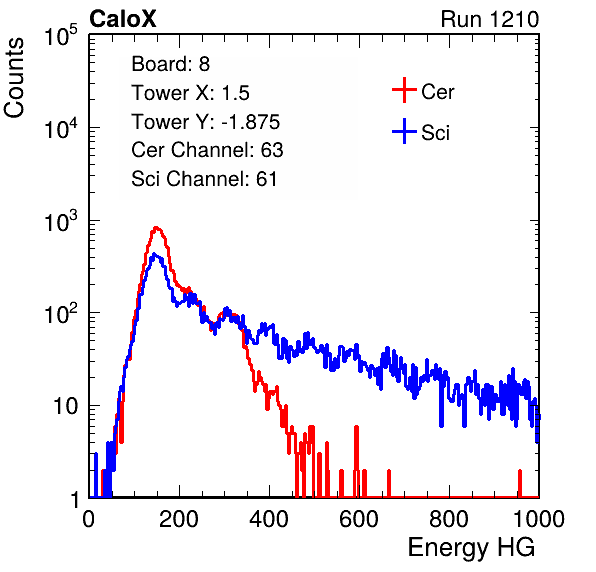 CaloX Run 1210
Counts
10^5
10^4
10^3
10^2
10
1
Board: 8
Tower X: 1.5
Tower Y: -1.875
Cer Channel: 63
Sci Channel: 61
Cer
Sci
0 200 400 600 800 1000
Energy HG